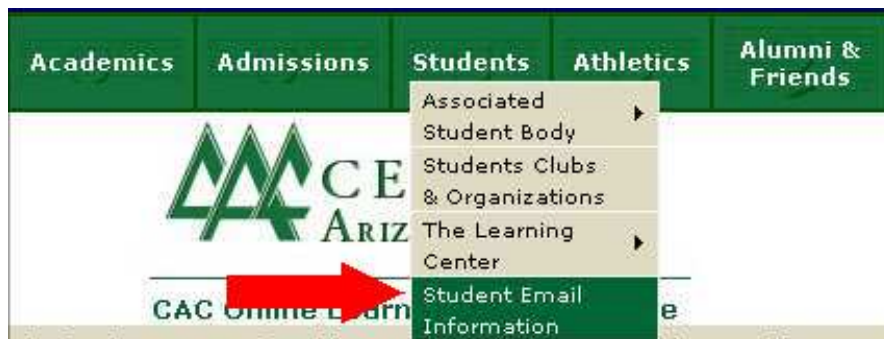 Academics Admissions Students Athletics Alumni &
Friends
Associated
Student Body
Students Clubs
& Organizations
The Learning
Center
Student Email
Information
CE
ARIZ
CAC Online